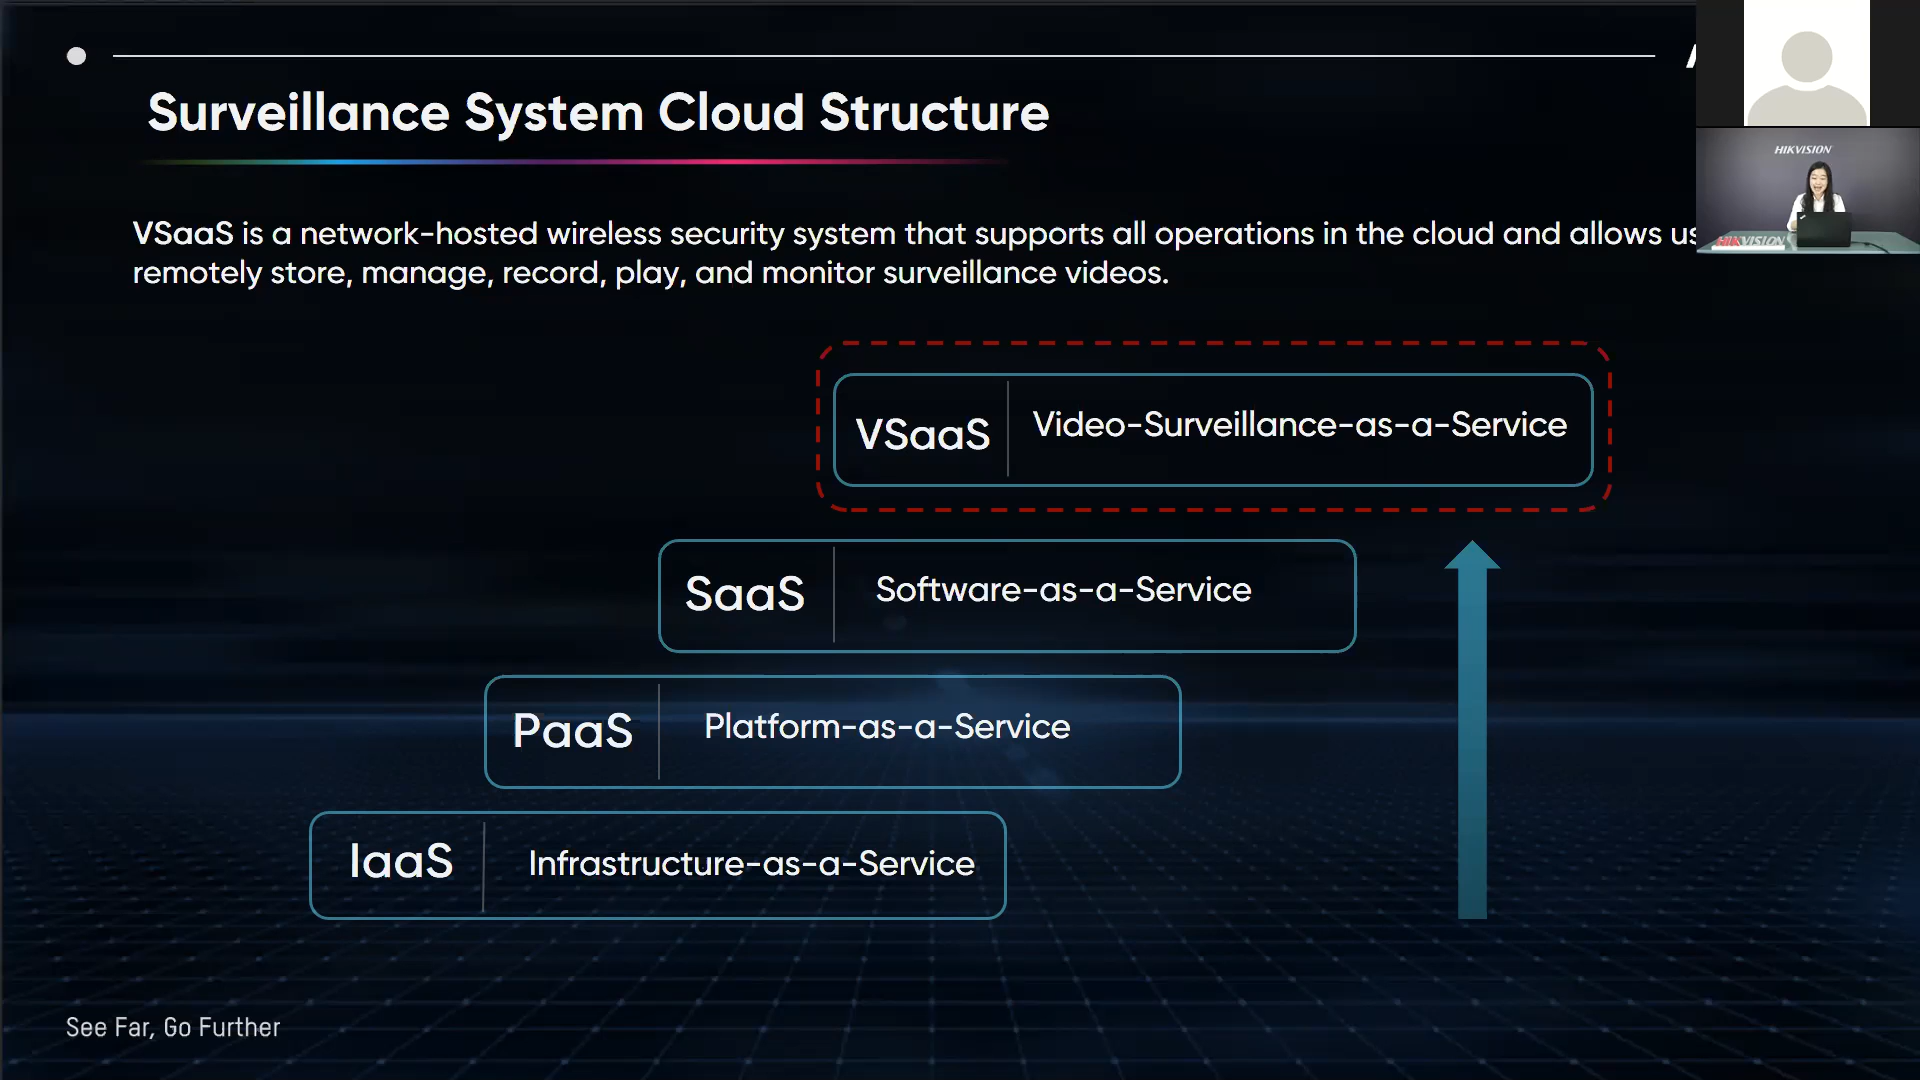 Surveillance System Cloud Structure
HIKVISION
VSaaS is a network-hosted wireless security system that supports all operations in the cloud and allows
HIKVISION
remotely store, manage, record, play, and monitor surveillance videos.
VSaaS Video-Surveillance-as-a-Service
SaaS Software-as-a-Service
PaaS Platform-as-a-Service
IaaS Infrastructure-as-a-Service
See Far, Go Further